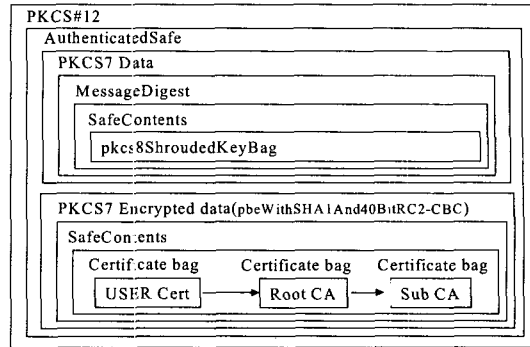 PKCS#12
AuthenticatedSafe
PKCS7 Data
MessageDigest
SafeContents
pkcs8ShroudedKeyBag
PKCS7 Encrypted data(pbeWithSHA1And40BitRC2-CBC)
SafeContents
Certificate bag Certificate bag Certificate bag
USER Cert Root CA Sub CA